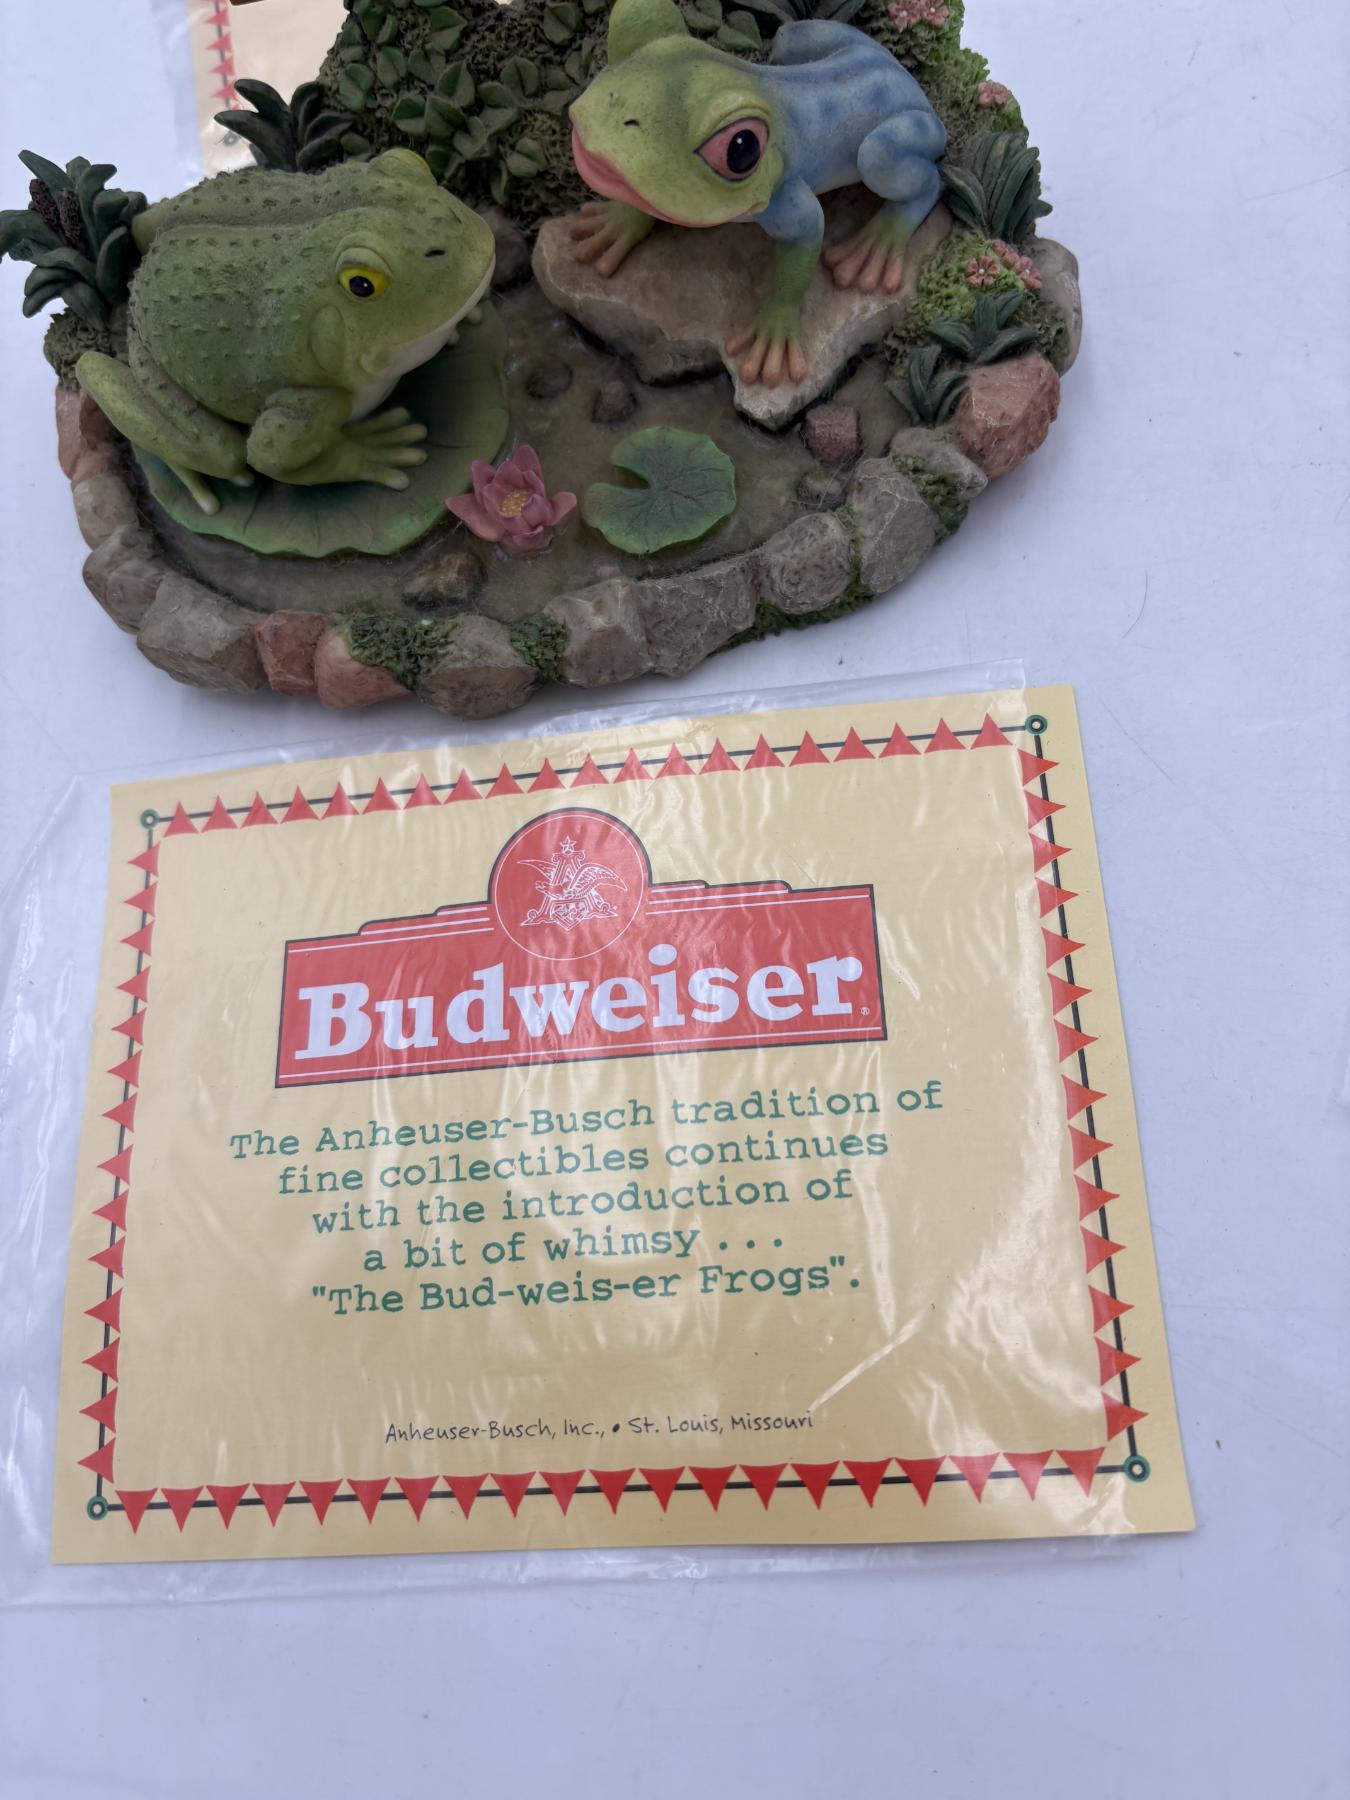 Budweiser®
The Anheuser-Busch tradition of
fine collectibles continues
with the introduction of
a bit of whimsy ...
"The Bud-weis-er Frogs".
Anheuser-Busch, Inc., • St. Louis, Missouri